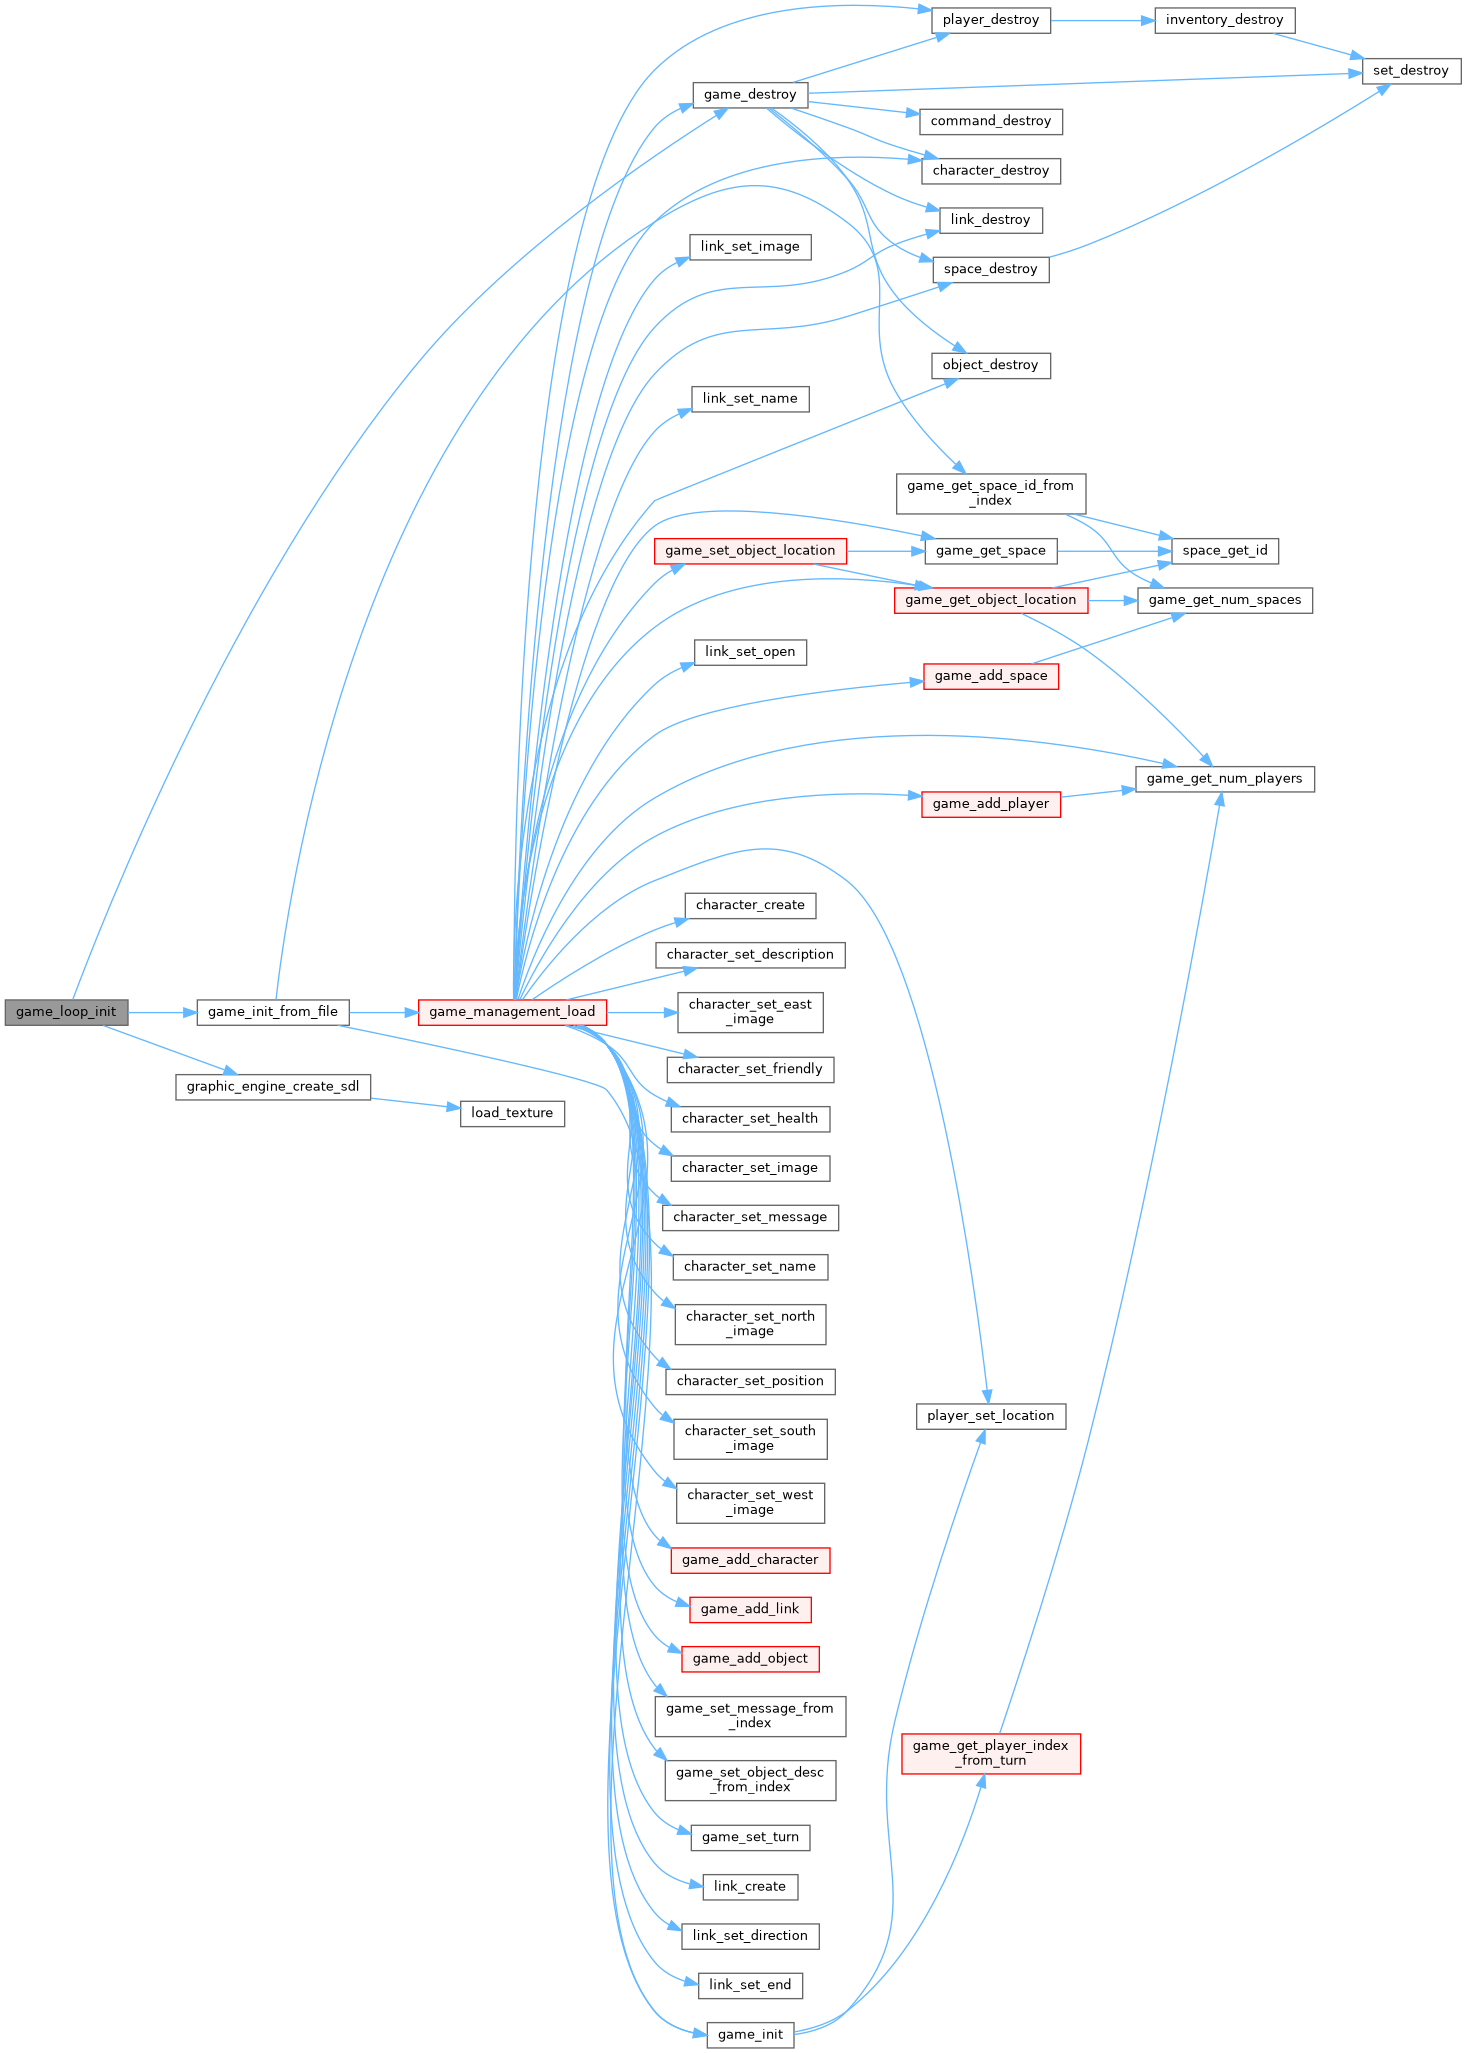 game_loop_init
game_init_from_file
graphic_engine_create_sdl
game_management_load
load_texture
game_destroy
link_set_image
link_set_name
game_set_object_location
link_set_open
character_create
character_set_description
character_set_east
_image
character_set_friendly
character_set_health
character_set_image
character_set_message
character_set_name
character_set_north
_image
character_set_position
character_set_south
_image
character_set_west
_image
game_add_character
game_add_link
game_add_object
game_set_message_from
_index
game_set_object_desc
_from_index
game_set_turn
link_create
link_set_direction
link_set_end
game_init
player_destroy
command_destroy
character_destroy
link_destroy
space_destroy
object_destroy
game_get_space_id_from
_index
game_get_space
game_get_object_location
game_add_space
game_add_player
player_set_location
game_get_player_index
_from_turn
inventory_destroy
space_get_id
game_get_num_spaces
game_get_num_players
set_destroy